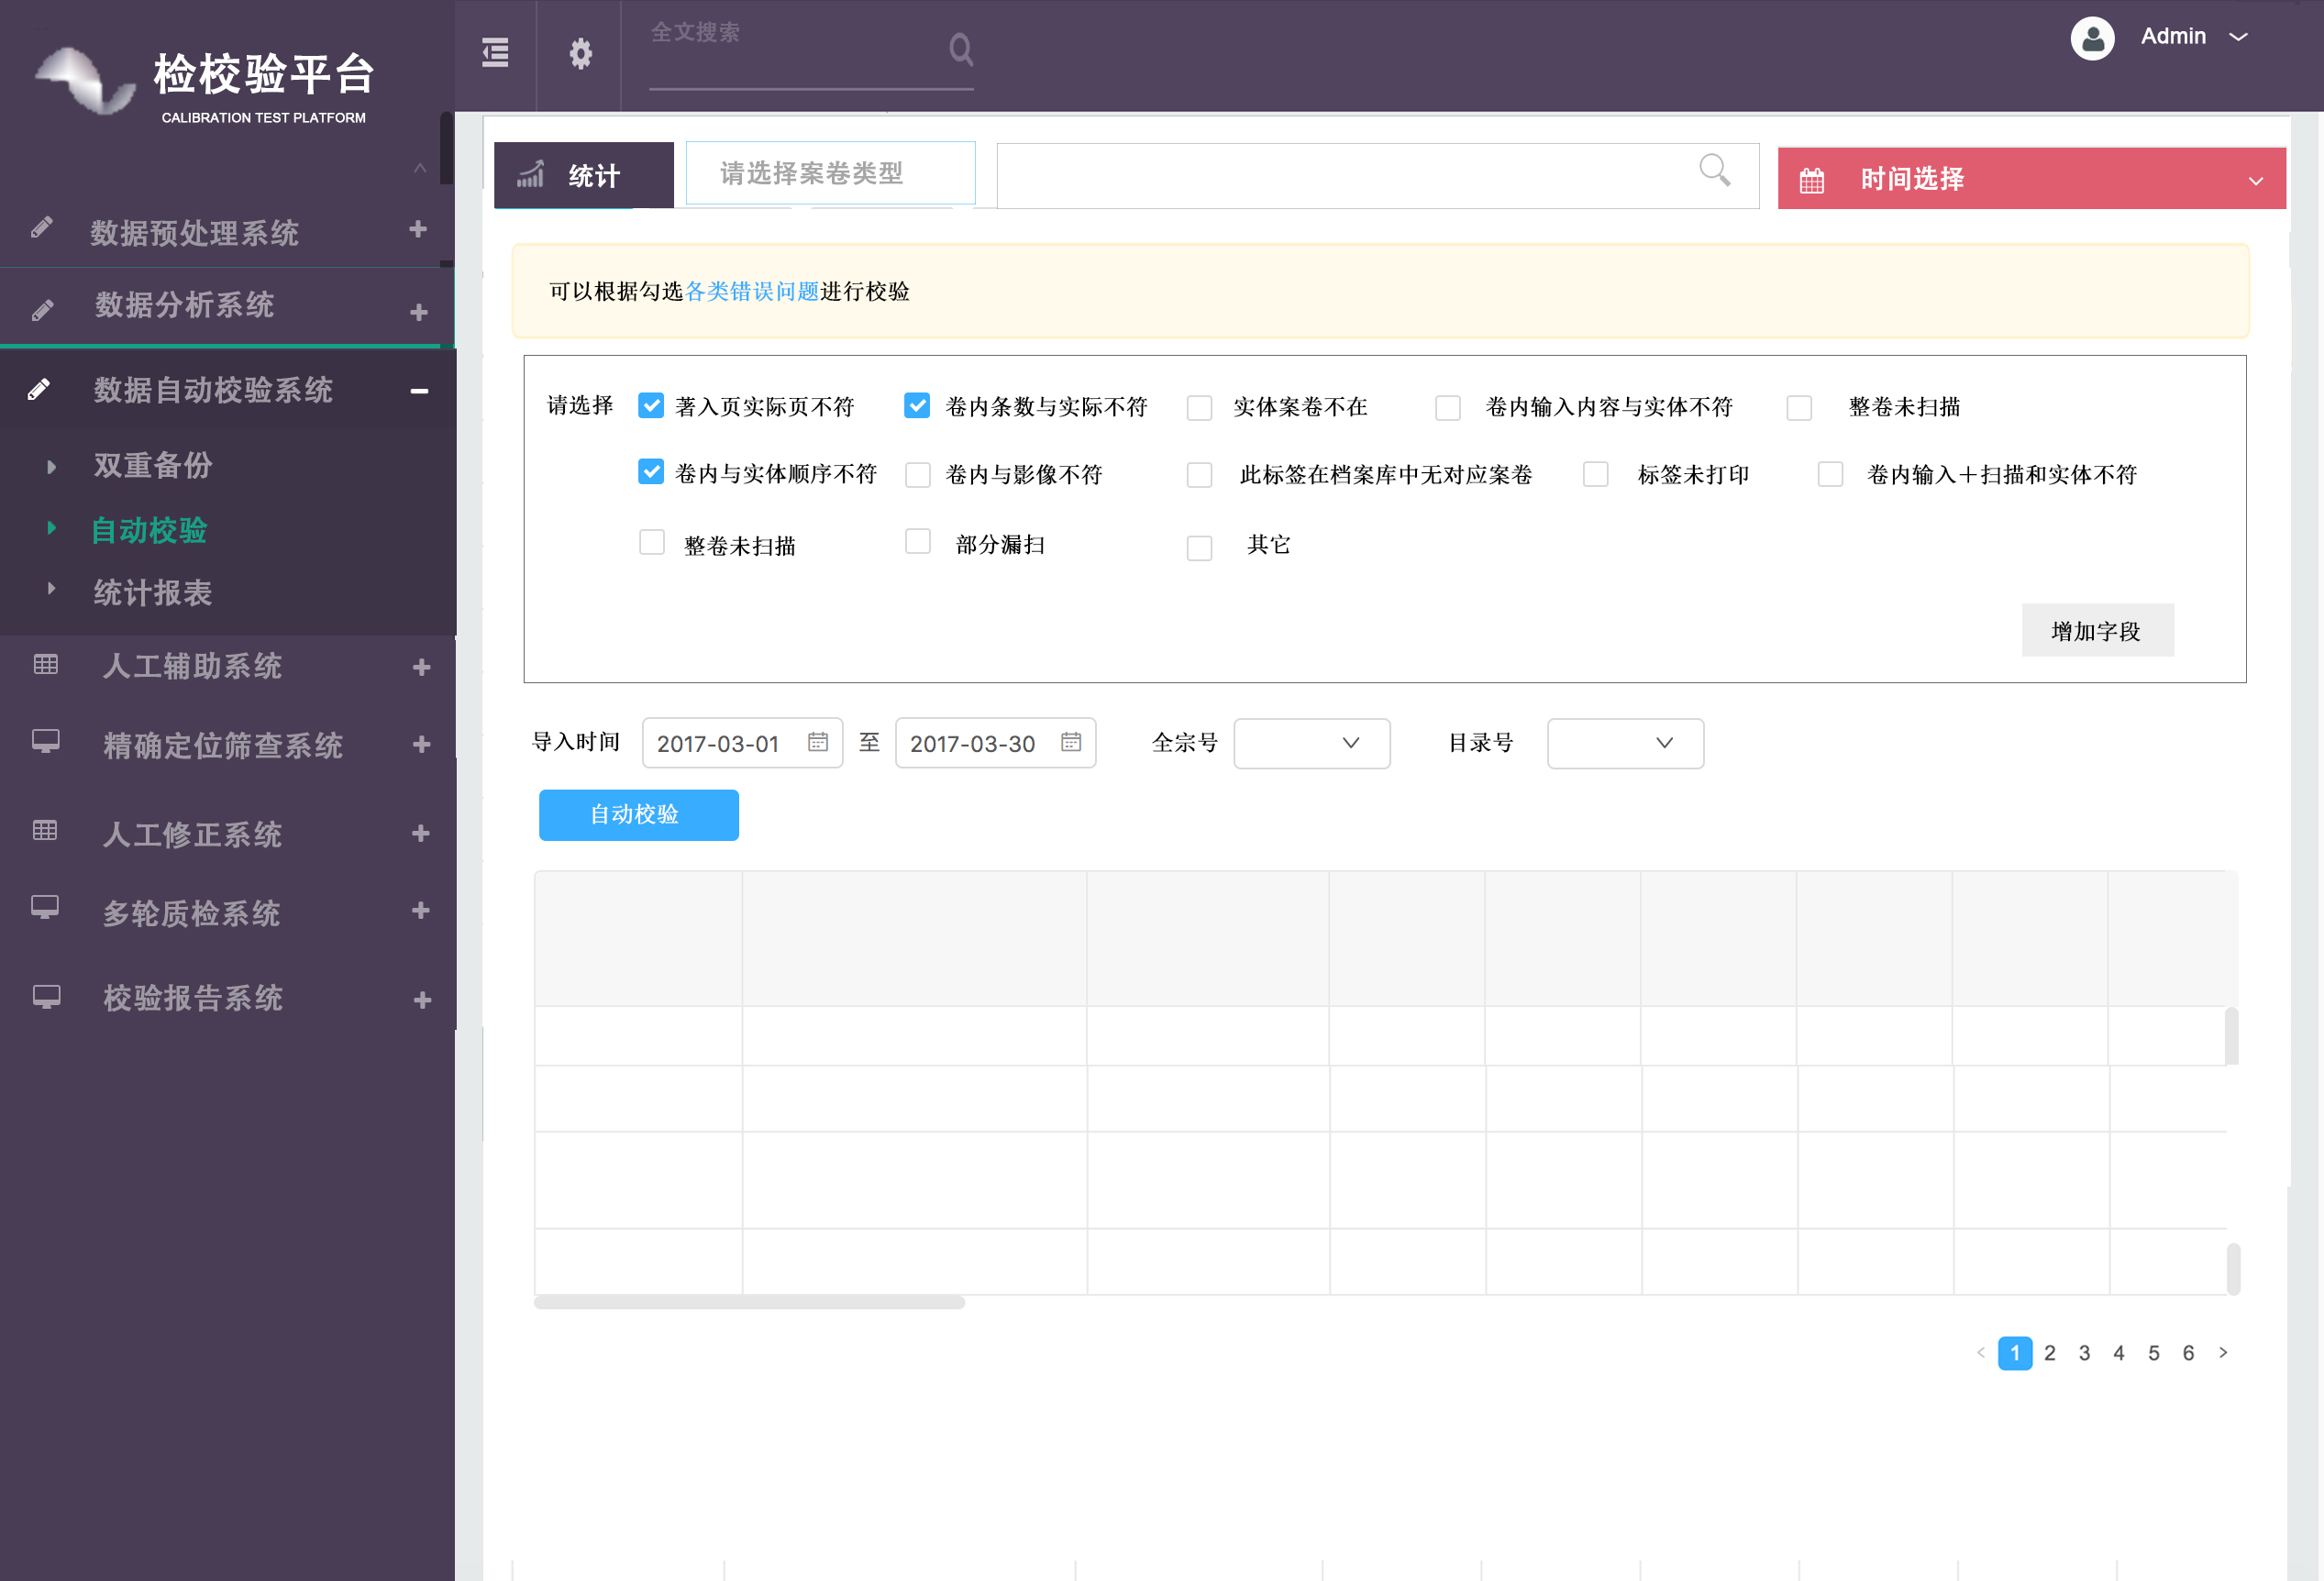 检校验平台
CALIBRATION TEST PLATFORM
全文搜索
Admin
数据预处理系统
数据分析系统
数据自动校验系统
双重备份
自动校验
统计报表
人工辅助系统
精确定位筛查系统
人工修正系统
多轮质检系统
校验报告系统
统计
请选择案卷类型
时间选择
可以根据勾选各类错误问题进行校验
请选择 著入页实际页不符 卷内条数与实际不符 实体案卷不在 卷内输入内容与实体不符 整卷未扫描
卷内与实体顺序不符 卷内与影像不符 此标签在档案库中无对应案卷 标签未打印 卷内输入+扫描和实体不符
整卷未扫描 部分漏扫 其它
增加字段
导入时间 2017-03-01 至 2017-03-30 全宗号 目录号
自动校验
< 1 2 3 4 5 6 >